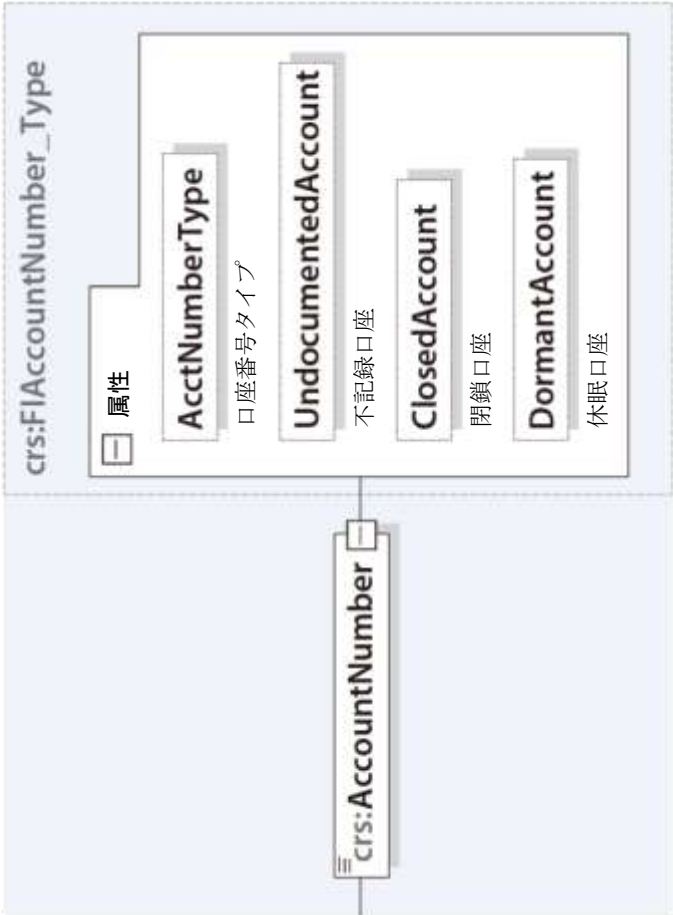 crs:FIAccountNumber_Type
属性
AcctNumberType
口座番号タイプ
UndocumentedAccount
不記録口座
ClosedAccount
閉鎖口座
DormantAccount
休眠口座
crs:AccountNumber